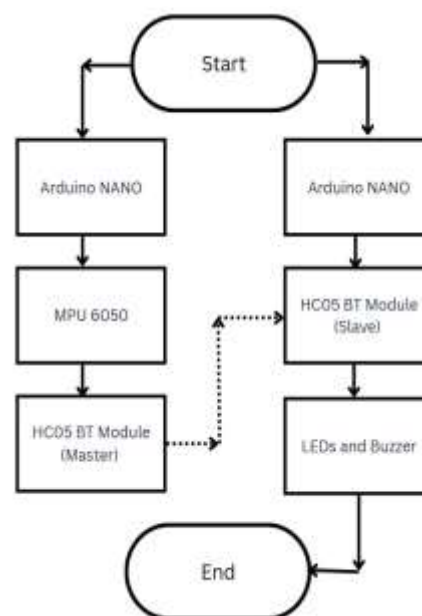 Start
Arduino NANO
Arduino NANO
MPU 6050
HC05 BT Module
(Slave)
HC05 BT Module
(Master)
LEDs and Buzzer
End